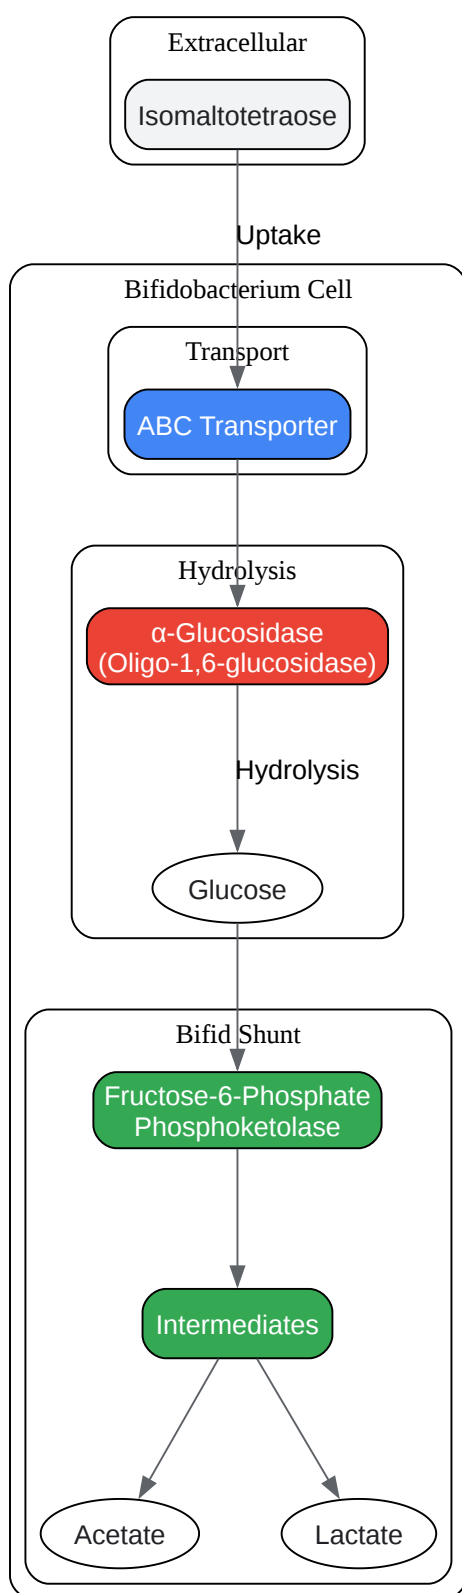 Extracellular
Isomaltotetraose
Uptake
Bifidobacterium Cell
Transport
ABC Transporter
Hydrolysis
α-Glucosidase
(Oligo-1,6-glucosidase)
Hydrolysis
Glucose
Bifid Shunt
Fructose-6-Phosphate
Phosphoketolase
Intermediates
Acetate
Lactate